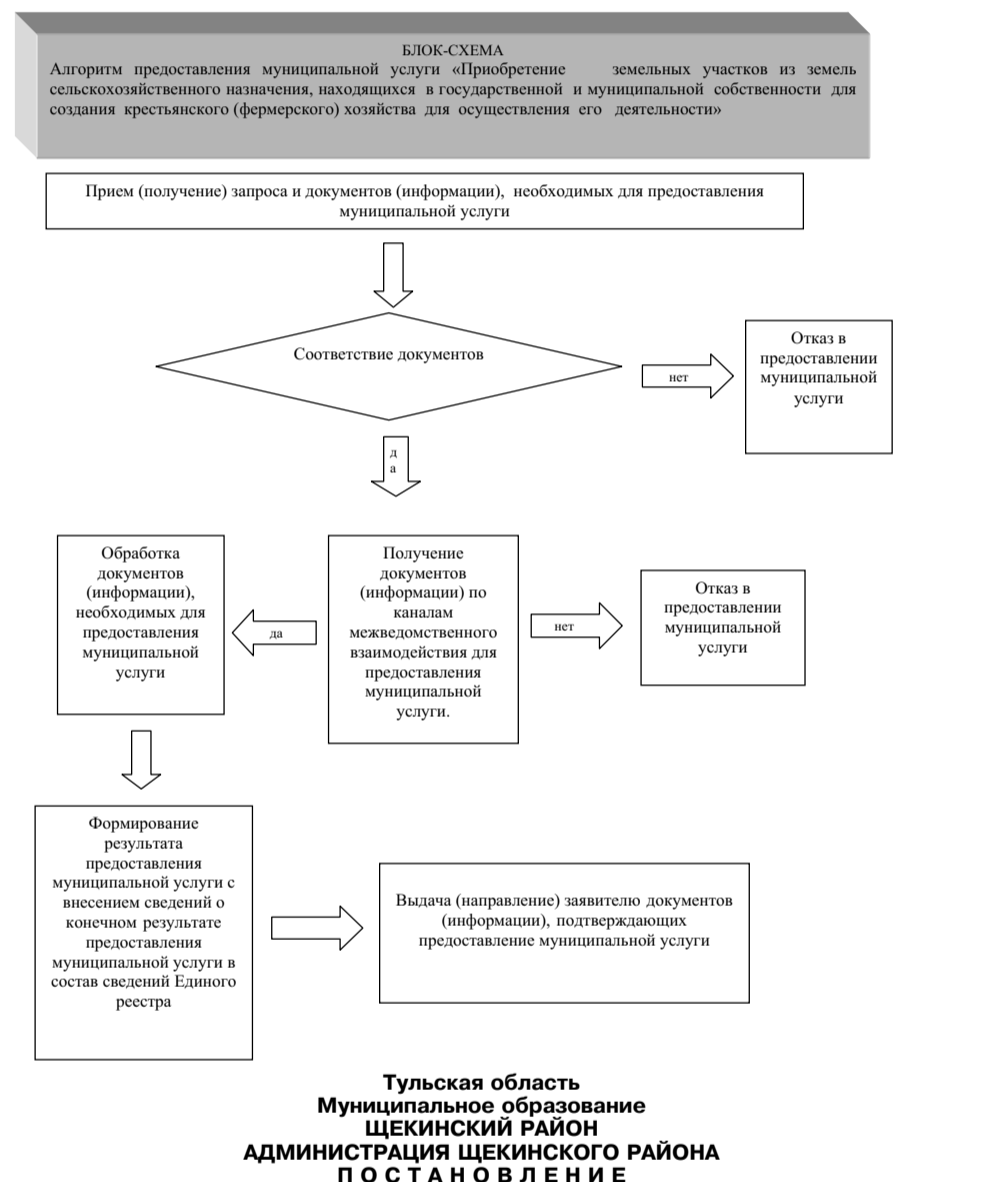 БЛОК-СХЕМА
Алгоритм предоставления муниципальной услуги «Приобретение земельных участков из земель
сельскохозяйственного назначения, находящихся в государственной и муниципальной собственности для
создания крестьянского (фермерского) хозяйства для осуществления его деятельности»
Прием (получение) запроса и документов (информации), необходимых для предоставления
муниципальной услуги
Соответствие документов
нет
Отказ в
предоставлении
муниципальной
услуги
д
а
Обработка
документов
(информации),
необходимых для
предоставления
муниципальной
услуги
да
Получение
документов
(информации) по
каналам
межведомственного
взаимодействия для
предоставления
муниципальной
услуги.
нет
Отказ в
предоставлении
муниципальной
услуги
Формирование
результата
предоставления
муниципальной услуги с
внесением сведений о
конечном результате
предоставления
муниципальной услуги в
состав сведений Единого
реестра
Выдача (направление) заявителю документов
(информации), подтверждающих
предоставление муниципальной услуги
Тульская область
Муниципальное образование
ЩЕКИНСКИЙ РАЙОН
АДМИНИСТРАЦИЯ ЩЕКИНСКОГО РАЙОНА
П О С Т А Н О В Л Е Н И Е